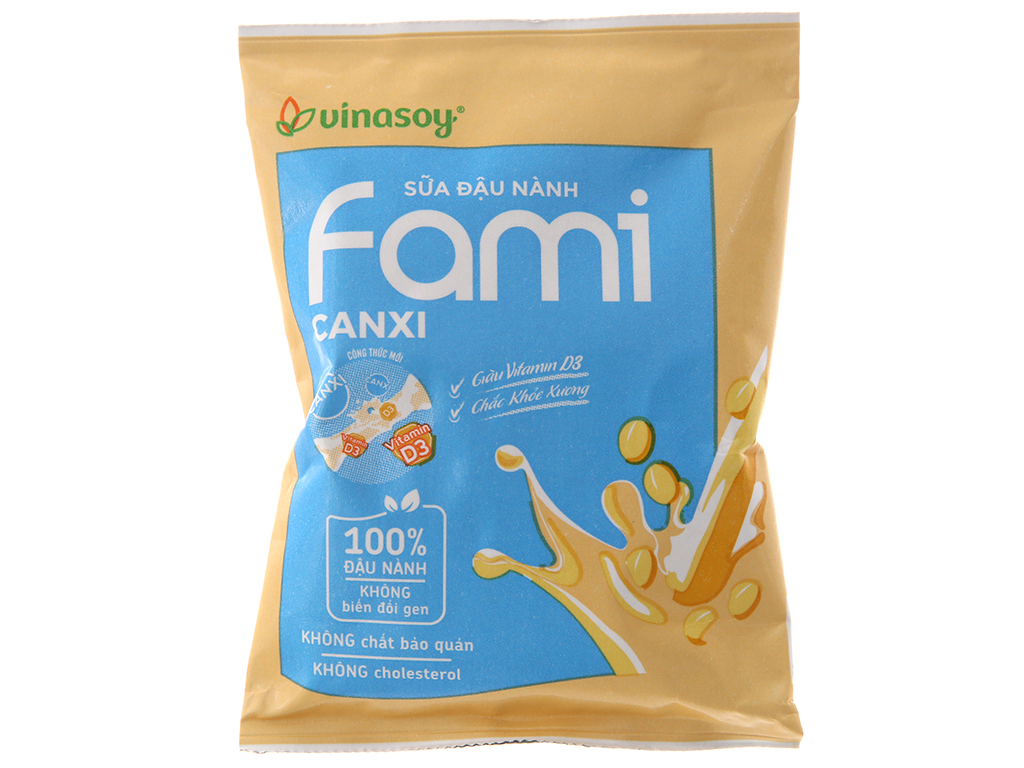 vinasoy®
SỮA ĐẬU NÀNH
Fami
CANXI
CÔNG THỨC MỚI
CANXI
CANXI
D3
Vitamin
D3
Vitamin
D3
Giàu Vitamin D3
Chắc Khỏe Xương
100%
ĐẬU NÀNH
KHÔNG
biến đổi gen
KHÔNG chất bảo quản
KHÔNG cholesterol